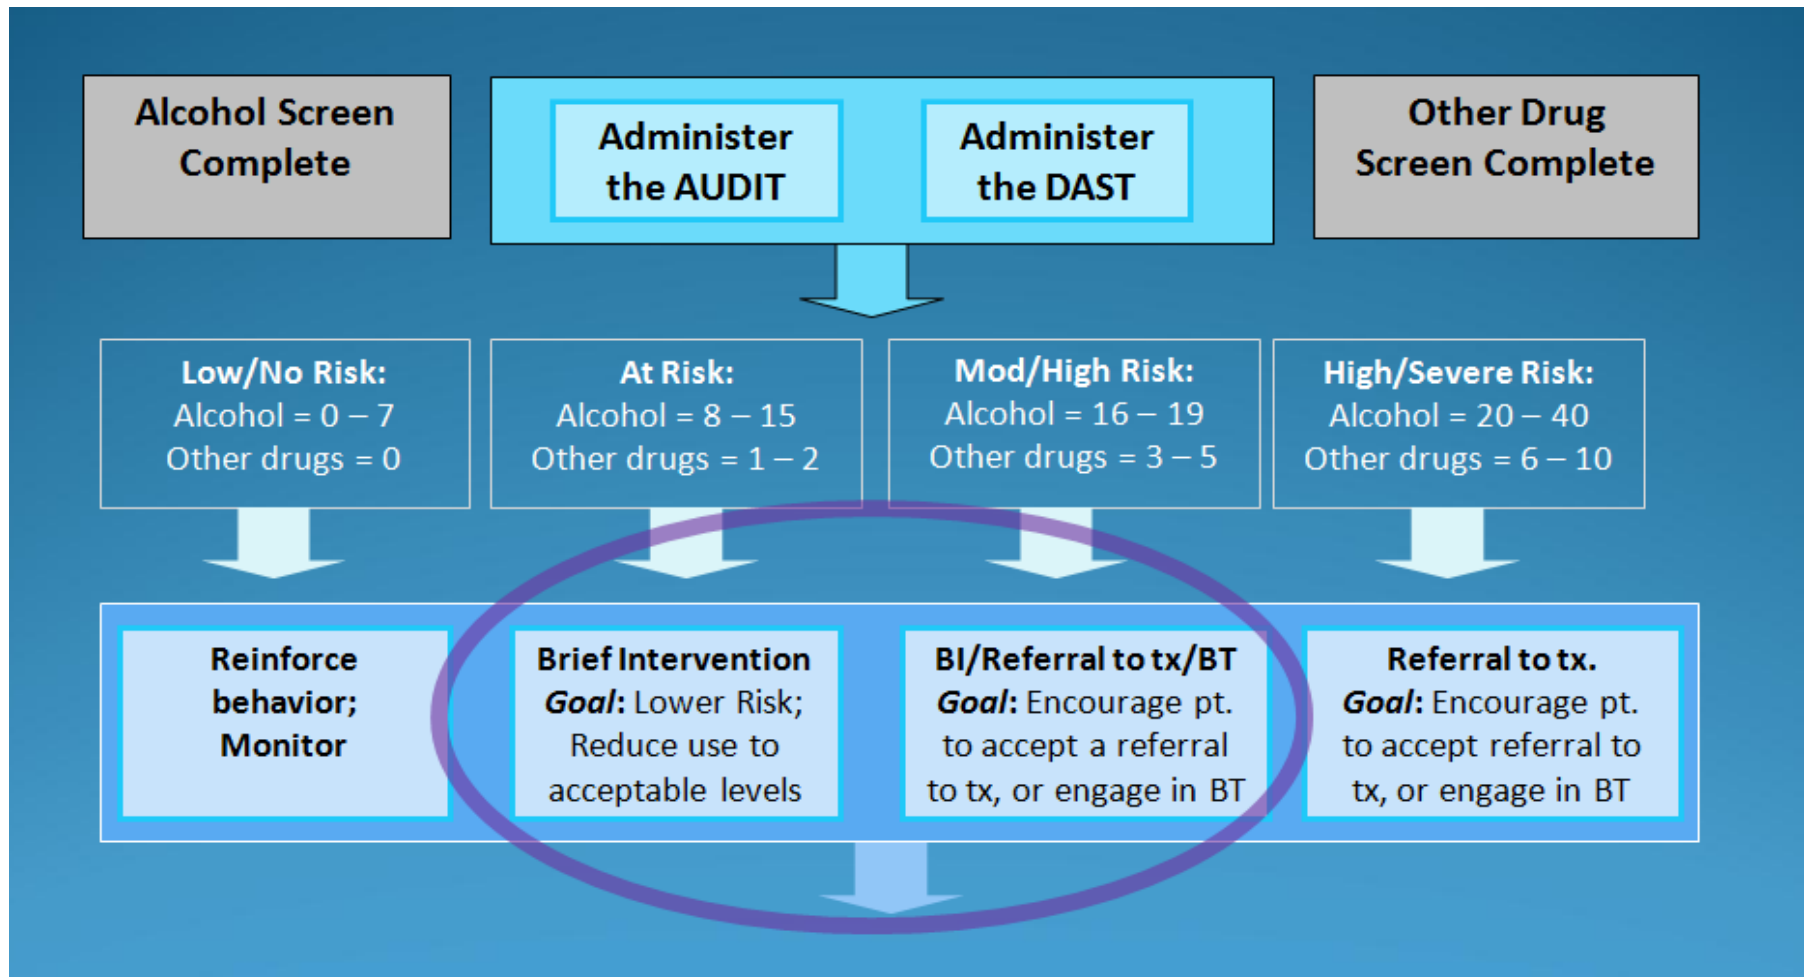 Alcohol Screen
Complete
Administer
the AUDIT
Administer
the DAST
Other Drug
Screen Complete
Low/No Risk:
Alcohol = 0 – 7
Other drugs = 0
At Risk:
Alcohol = 8 – 15
Other drugs = 1 – 2
Mod/High Risk:
Alcohol = 16 – 19
Other drugs = 3 – 5
High/Severe Risk:
Alcohol = 20 – 40
Other drugs = 6 – 10
Reinforce
behavior;
Monitor
Brief Intervention
Goal: Lower Risk;
Reduce use to
acceptable levels
BI/Referral to tx/BT
Goal: Encourage pt.
to accept a referral
to tx, or engage in BT
Referral to tx.
Goal: Encourage pt.
to accept referral to
tx, or engage in BT